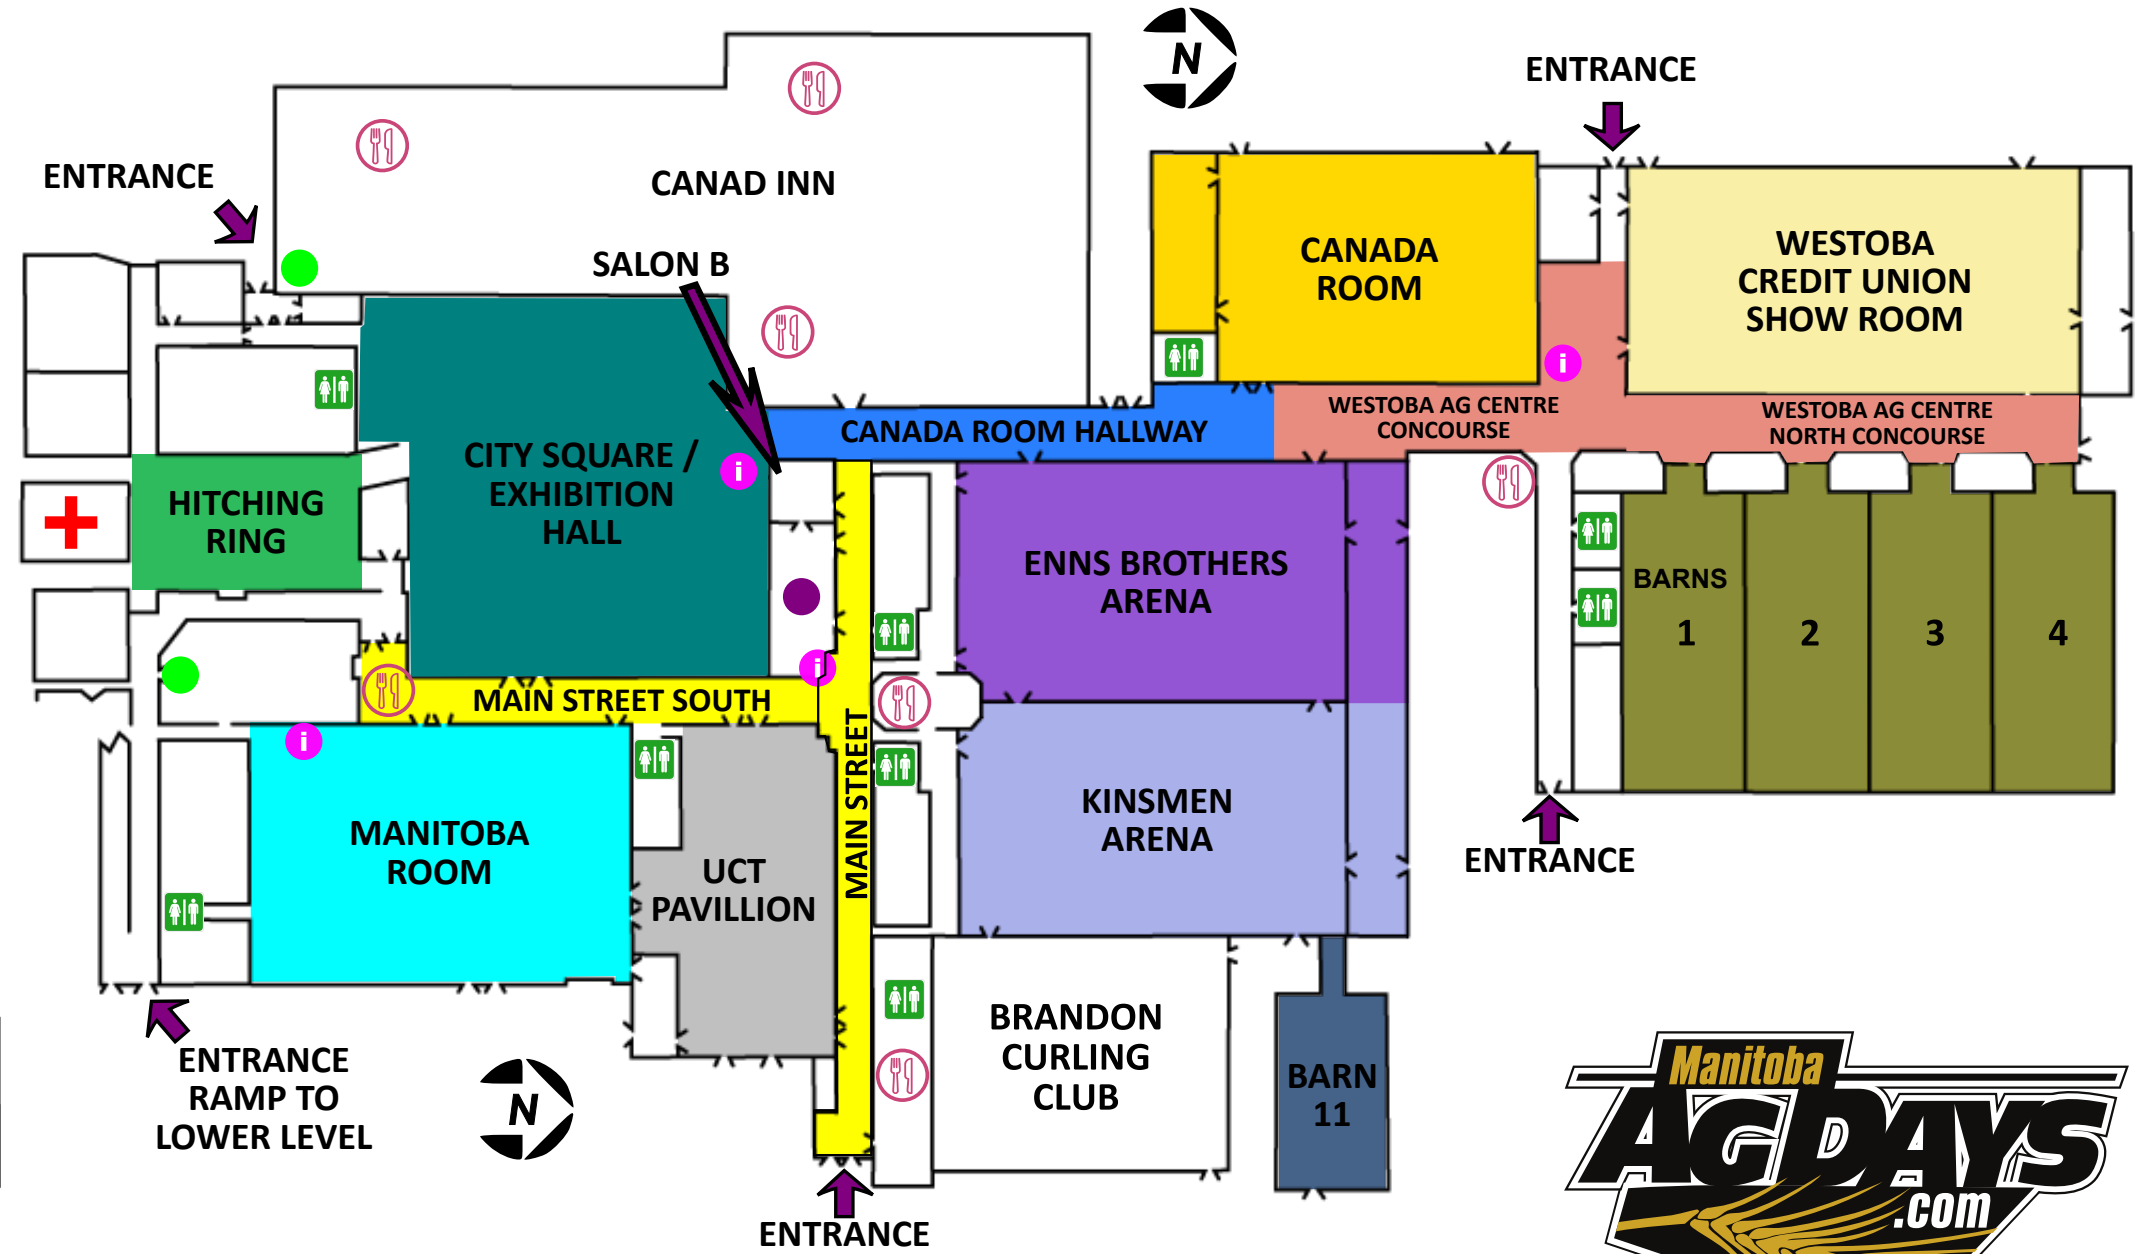 N
ENTRANCE
ENTRANCE
CANAD INN
SALON B
CANADA
ROOM
WESTOBA
CREDIT UNION
SHOW ROOM
CITY SQUARE /
EXHIBITION
HALL
i
CANADA ROOM HALLWAY
WESTOBA AG CENTRE
CONCOURSE
i
WESTOBA AG CENTRE
NORTH CONCOURSE
HITCHING
RING
ENNS BROTHERS
ARENA
BARNS
1
2
3
4
i
MAIN STREET SOUTH
MAIN STREET
i
MANITOBA
ROOM
UCT
PAVILLION
KINSMEN
ARENA
ENTRANCE
BRANDON
CURLING
CLUB
BARN
11
ENTRANCE
RAMP TO
LOWER LEVEL
N
ENTRANCE
Manitoba
AGDAYS
.com